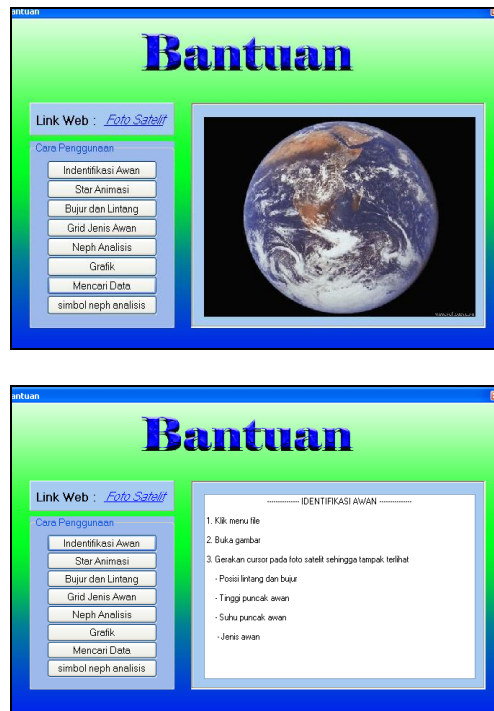 antuan
Bantuan
Link Web : Foto Satelit
Cara Penggunaan
Indentifikasi Awan
Star Animasi
Bujur dan Lintang
Grid Jenis Awan
Neph Analisis
Grafik
Mencari Data
simbol neph analisis
antuan
Bantuan
Link Web : Foto Satelit
Cara Penggunaan
Indentifikasi Awan
Star Animasi
Bujur dan Lintang
Grid Jenis Awan
Neph Analisis
Grafik
Mencari Data
simbol neph analisis
--------------- IDENTIFIKASI AWAN ---------------
1. Klik menu file
2. Buka gambar
3. Gerakan cursor pada foto satelit sehingga tampak terlihat
- Posisi lintang dan bujur
- Tinggi puncak awan
- Suhu puncak awan
- Jenis awan